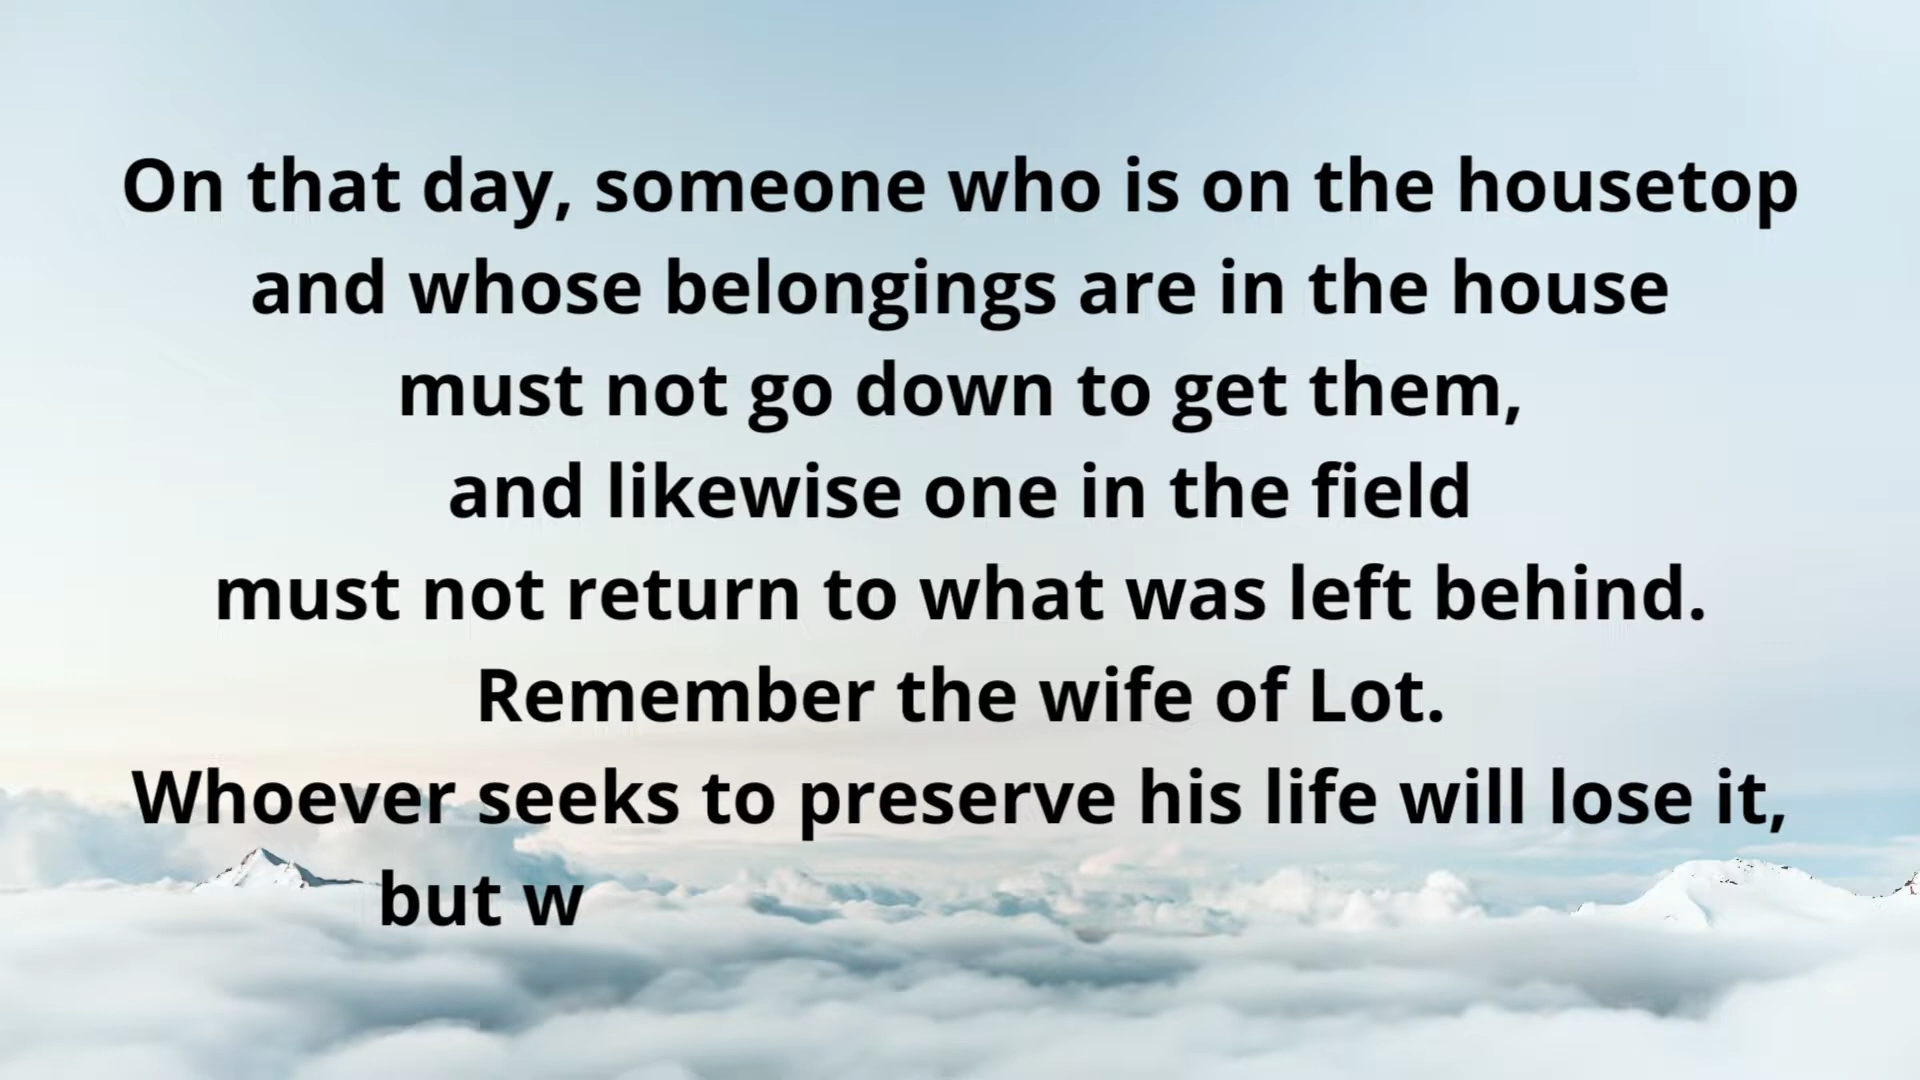 On that day, someone who is on the housetop
and whose belongings are in the house
must not go down to get them,
and likewise one in the field
must not return to what was left behind.
Remember the wife of Lot.
Whoever seeks to preserve his life will lose it,
but w